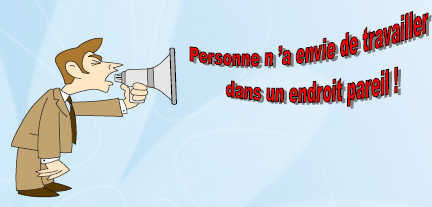 Personne n 'a envie de travailler
dans un endroit pareil !